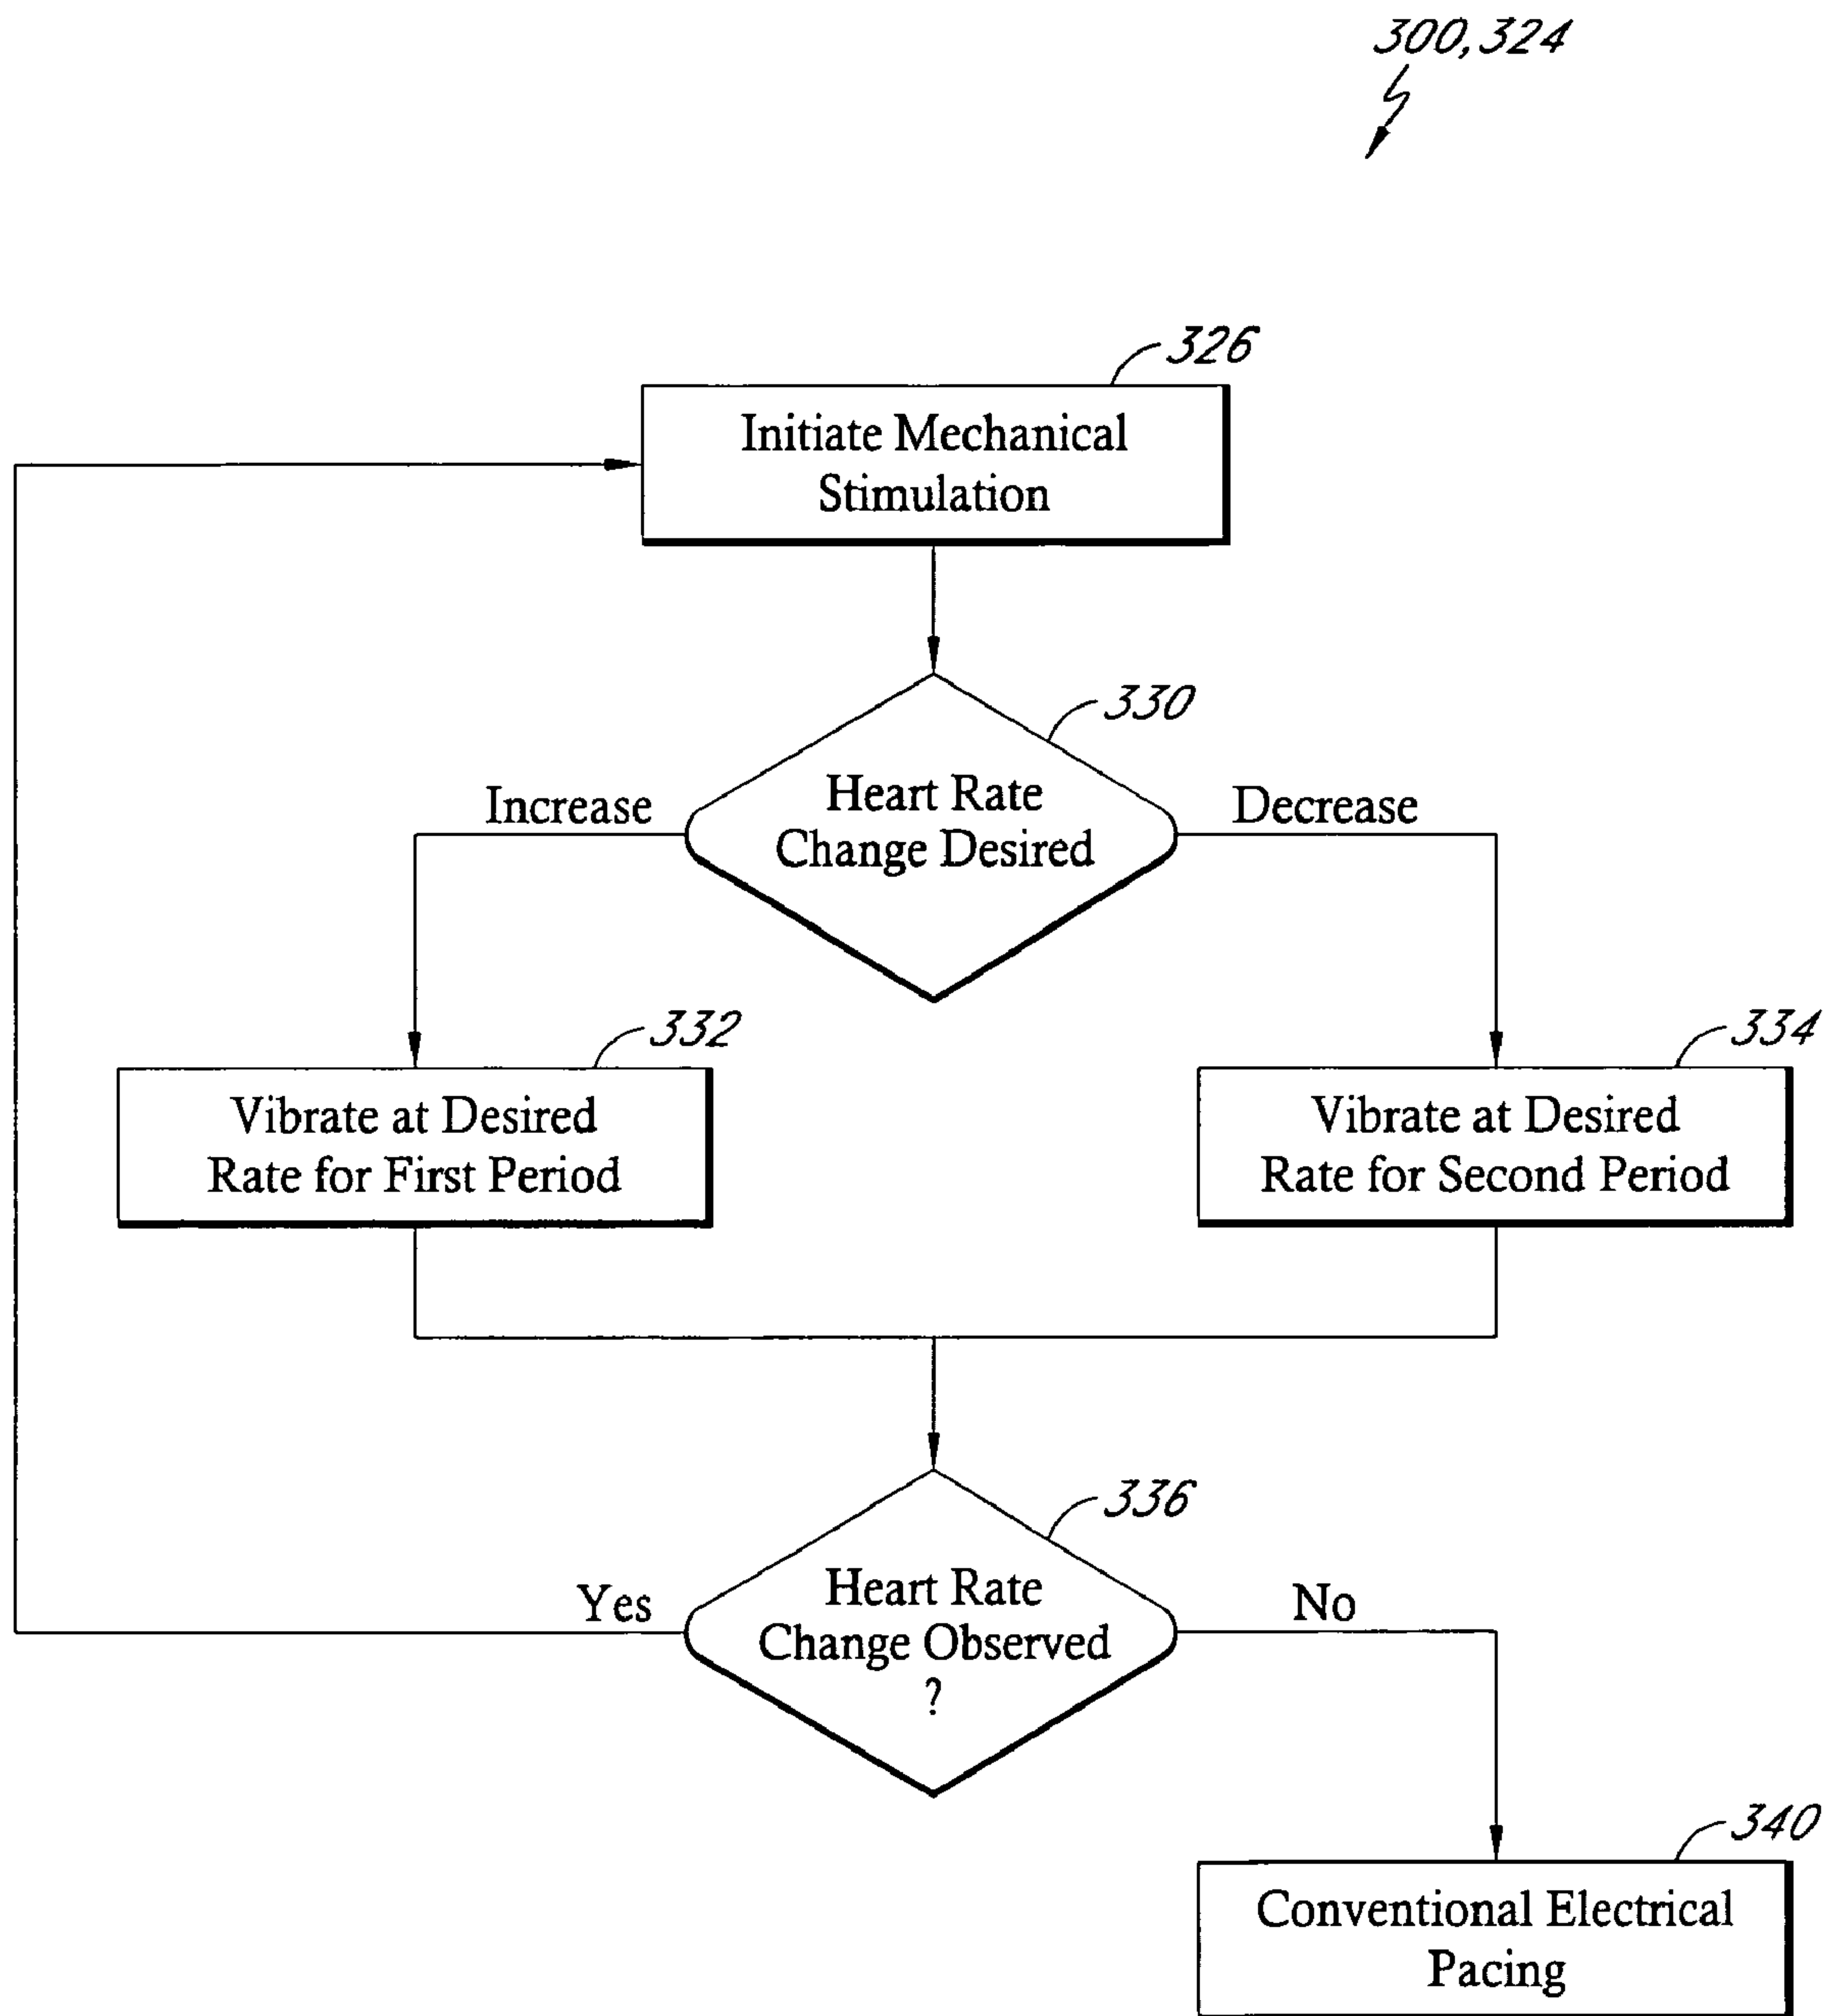 300,324
326
Initiate Mechanical
Stimulation
330
Heart Rate
Change Desired
Increase
Decrease
332
334
Vibrate at Desired
Rate for First Period
Vibrate at Desired
Rate for Second Period
336
Heart Rate
Change Observed
?
Yes
No
340
Conventional Electrical
Pacing